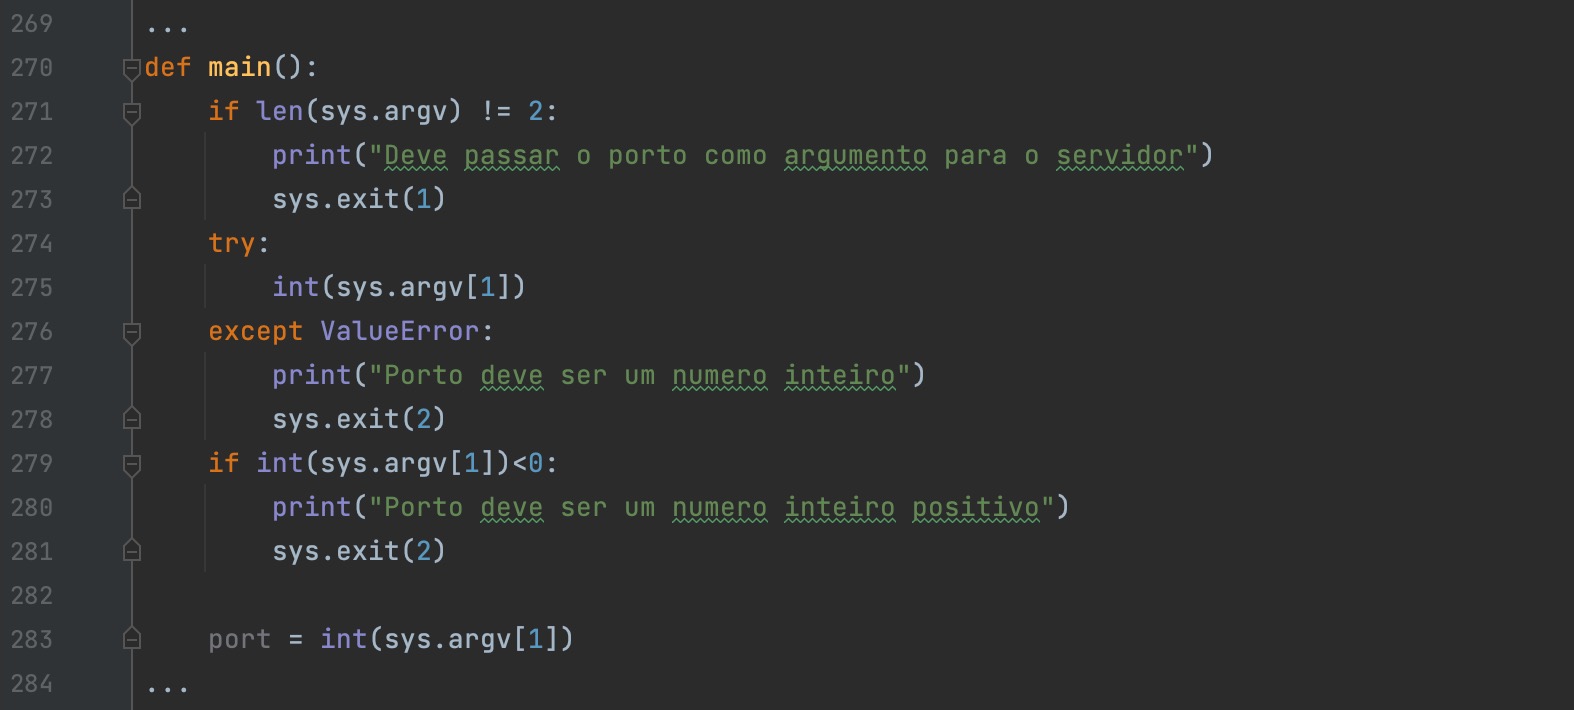 269 ...
270 def main():
271     if len(sys.argv) != 2:
272         print("Deve passar o porto como argumento para o servidor")
273         sys.exit(1)
274     try:
275         int(sys.argv[1])
276     except ValueError:
277         print("Porto deve ser um numero inteiro")
278         sys.exit(2)
279     if int(sys.argv[1])<0:
280         print("Porto deve ser um numero inteiro positivo")
281         sys.exit(2)
282
283     port = int(sys.argv[1])
284 ...